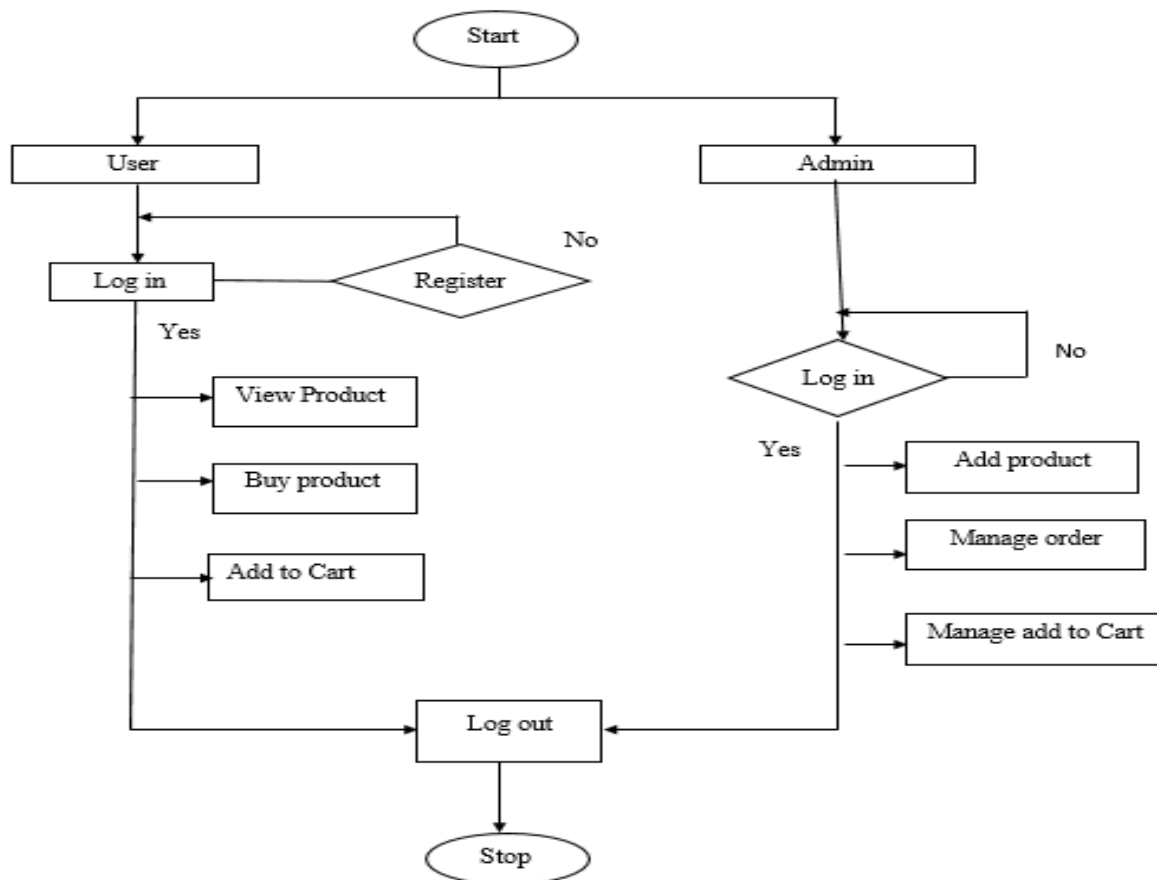 Start
User
Admin
No
Log in
Register
Yes
No
Log in
View Product
Yes
Add product
Buy product
Manage order
Add to Cart
Manage add to Cart
Log out
Stop